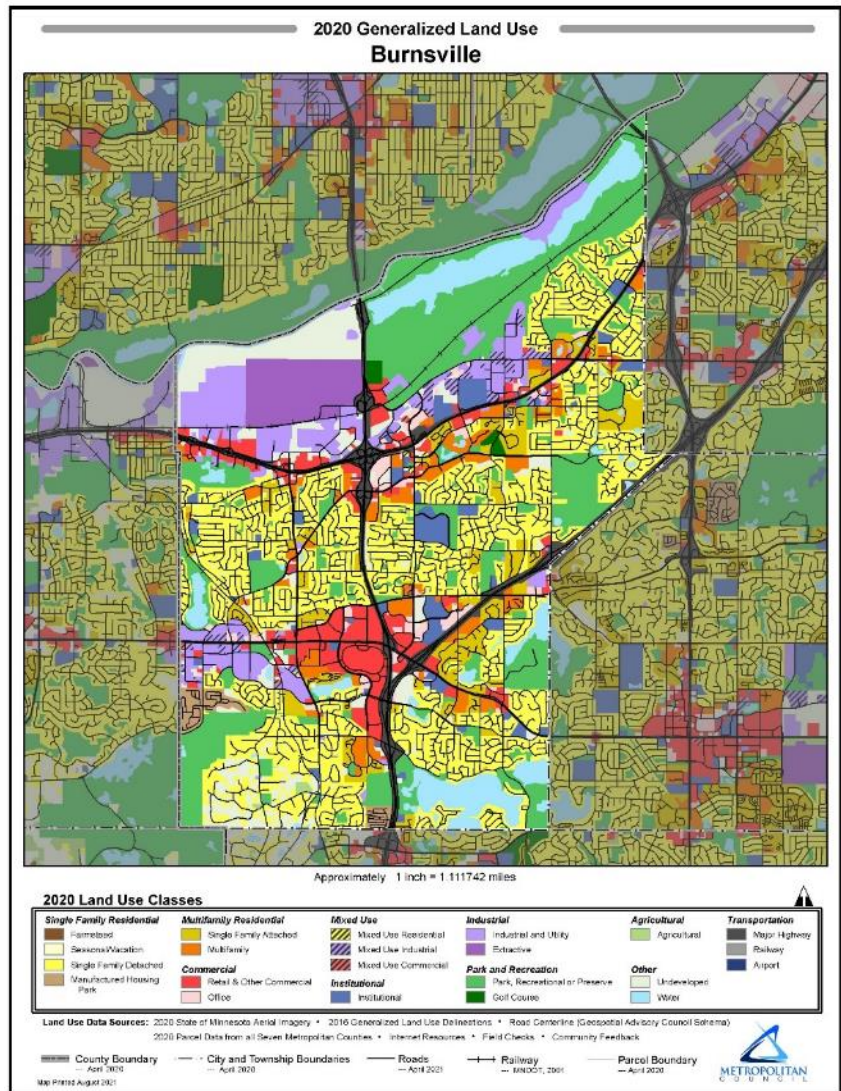 2020 Generalized Land Use
Burnsville
Approximately 1 inch = 1.111742 miles
2020 Land Use Classes
Single Family Residential
Farmstead
Seasonal/Vacation
Single Family Detached
Manufactured Housing Park
Multifamily Residential
Single Family Attached
Multifamily
Commercial
Retail & Other Commercial
Office
Mixed Use
Mixed Use Residential
Mixed Use Industrial
Mixed Use Commercial
Institutional
Institutional
Industrial
Industrial and Utility
Extractive
Park and Recreation
Park, Recreational or Preserve
Golf Course
Agricultural
Agricultural
Other
Undeveloped
Water
Transportation
Major Highway
Railway
Airport
Land Use Data Sources: 2020 State of Minnesota Aerial Imagery • 2016 Generalized Land Use Delineations • Road Centerline (Geospatial Advisory Council Schema)
2020 Parcel Data from all Seven Metropolitan Counties • Internet Resources • Field Checks • Community Feedback
County Boundary
--- April 2020
City and Township Boundaries
--- April 2020
Roads
--- April 2021
Railway
--- MNDOT, 2001
Parcel Boundary
--- April 2020
Map Printed August 2021
METROPOLITAN
COUNCIL